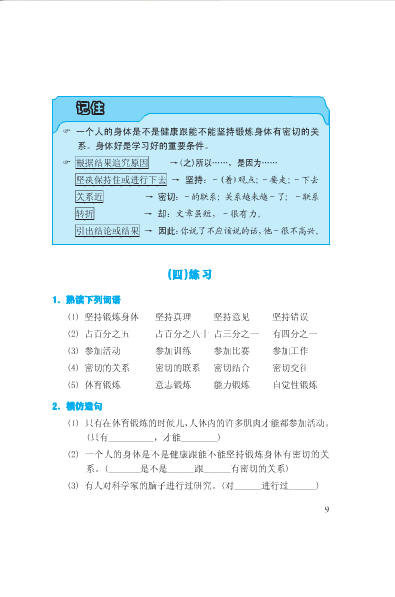 记住
☞ 一个人的身体是不是健康跟能不能坚持锻炼身体有密切的关
系。身体好是学习好的重要条件。
☞ 根据结果追究原因 → (之)所以……，是因为……
坚决保持住或进行下去 → 坚持：-(着)观点；-要走；-下去
关系近 → 密切：-的联系；关系越来越-了；-联系
转折 → 却：文章虽短，-很有力。
引出结论或结果 → 因此：你说了不应该说的话，他-很不高兴。
(四)练习
1. 熟读下列词语
(1) 坚持锻炼身体 坚持真理 坚持意见 坚持错误
(2) 占百分之五 占百分之八十 占三分之一 有四分之一
(3) 参加活动 参加训练 参加比赛 参加工作
(4) 密切的关系 密切的联系 密切结合 密切交往
(5) 体育锻炼 意志锻炼 能力锻炼 自觉性锻炼
2. 模仿造句
(1) 只有在体育锻炼的时候儿，人体内的许多肌肉才能都参加活动。
(只有________，才能________)
(2) 一个人的身体是不是健康跟能不能坚持锻炼身体有密切的关
系。(______是不是______跟______有密切的关系)
(3) 有人对科学家的脑子进行过研究。(对______进行过______)
9